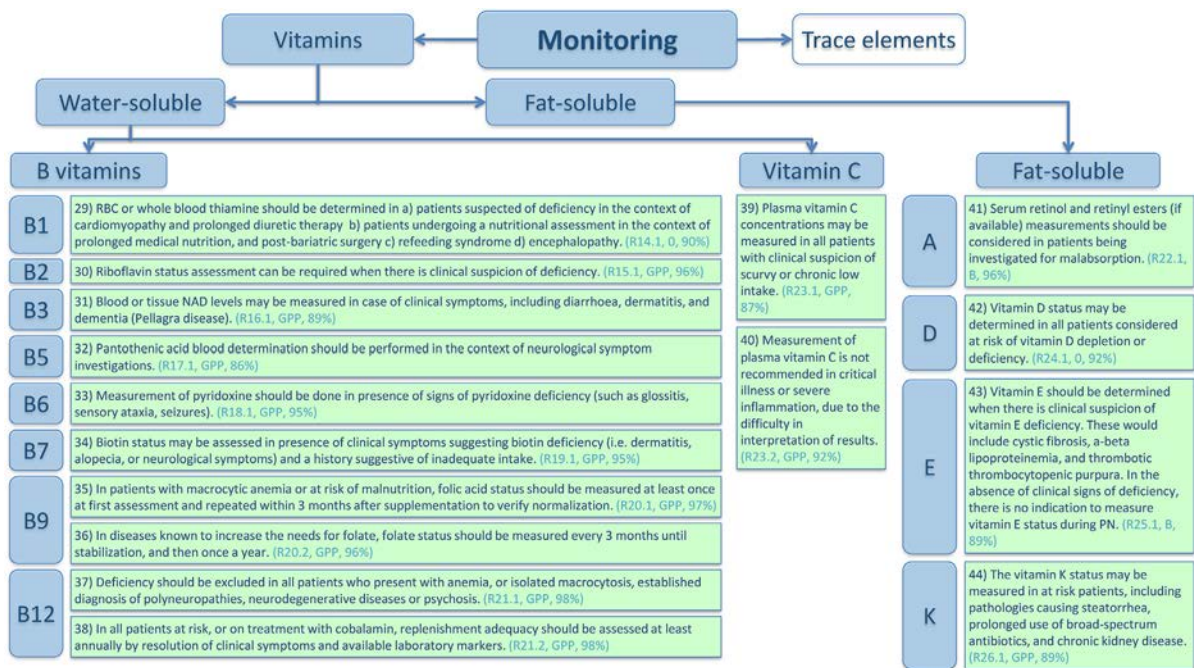 Vitamins
Monitoring
Trace elements
Water-soluble
Fat-soluble
B vitamins
B1
29) RBC or whole blood thiamine should be determined in a) patients suspected of deficiency in the context of
cardiomyopathy and prolonged diuretic therapy b) patients undergoing a nutritional assessment in the context of
prolonged medical nutrition, and post-bariatric surgery c) refeeding syndrome d) encephalopathy. (R14.1, 0, 90%)
B2
30) Riboflavin status assessment can be required when there is clinical suspicion of deficiency. (R15.1, GPP, 96%)
B3
31) Blood or tissue NAD levels may be measured in case of clinical symptoms, including diarrhoea, dermatitis, and
dementia (Pellagra disease). (R16.1, GPP, 89%)
B5
32) Pantothenic acid blood determination should be performed in the context of neurological symptom
investigations. (R17.1, GPP, 86%)
B6
33) Measurement of pyridoxine should be done in presence of signs of pyridoxine deficiency (such as glossitis,
sensory ataxia, seizures). (R18.1, GPP, 95%)
B7
34) Biotin status may be assessed in presence of clinical symptoms suggesting biotin deficiency (i.e. dermatitis,
alopecia, or neurological symptoms) and a history suggestive of inadequate intake. (R19.1, GPP, 95%)
B9
35) In patients with macrocytic anemia or at risk of malnutrition, folic acid status should be measured at least once
at first assessment and repeated within 3 months after supplementation to verify normalization. (R20.1, GPP, 97%)
36) In diseases known to increase the needs for folate, folate status should be measured every 3 months until
stabilization, and then once a year. (R20.2, GPP, 96%)
B12
37) Deficiency should be excluded in all patients who present with anemia, or isolated macrocytosis, established
diagnosis of polyneuropathies, neurodegenerative diseases or psychosis. (R21.1, GPP, 98%)
38) In all patients at risk, or on treatment with cobalamin, replenishment adequacy should be assessed at least
annually by resolution of clinical symptoms and available laboratory markers. (R21.2, GPP, 98%)
Vitamin C
39) Plasma vitamin C
concentrations may be
measured in all patients
with clinical suspicion of
scurvy or chronic low
intake. (R23.1, GPP,
87%)
40) Measurement of
plasma vitamin C is not
recommended in critical
illness or severe
inflammation, due to the
difficulty in
interpretation of results.
(R23.2, GPP, 92%)
Fat-soluble
A
41) Serum retinol and retinyl esters (if
available) measurements should be
considered in patients being
investigated for malabsorption. (R22.1,
B, 96%)
D
42) Vitamin D status may be
determined in all patients considered
at risk of vitamin D depletion or
deficiency. (R24.1, 0, 92%)
E
43) Vitamin E should be determined
when there is clinical suspicion of
vitamin E deficiency. These would
include cystic fibrosis, a-beta
lipoproteinemia, and thrombotic
thrombocytopenic purpura. In the
absence of clinical signs of deficiency,
there is no indication to measure
vitamin E status during PN. (R25.1, B,
89%)
K
44) The vitamin K status may be
measured in at risk patients, including
pathologies causing steatorrhea,
prolonged use of broad-spectrum
antibiotics, and chronic kidney disease.
(R26.1, GPP, 89%)